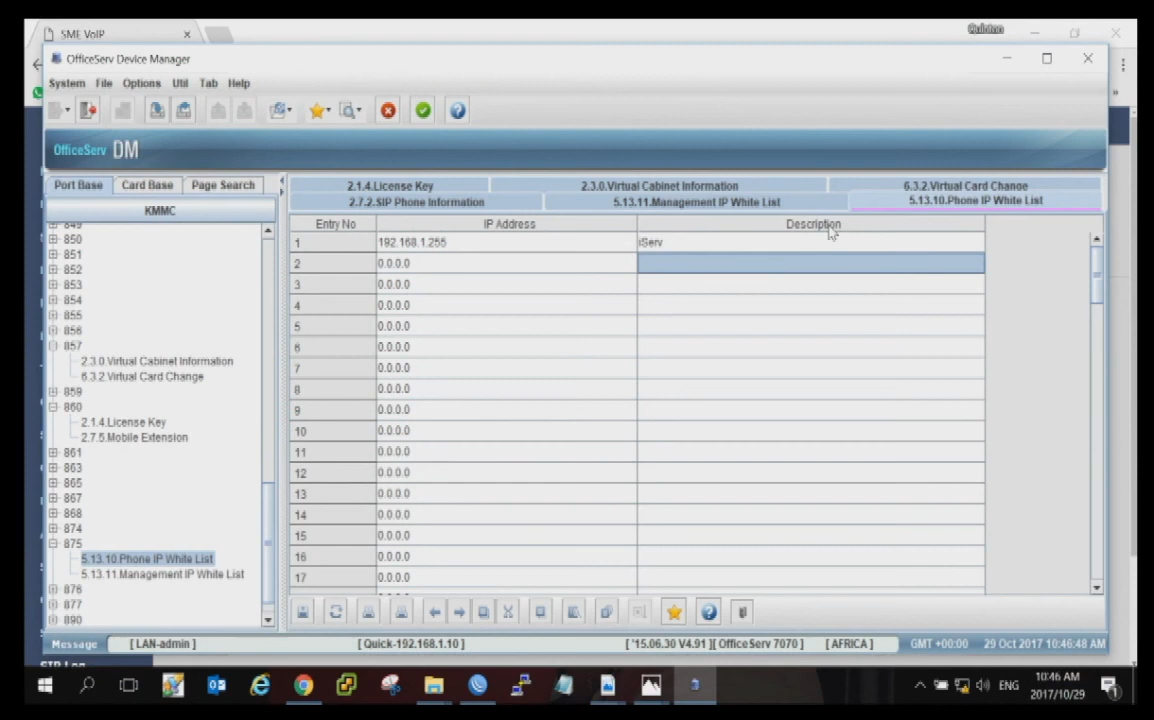 SME VoIP
OfficeServ Device Manager
System File Options Util Tab Help
OfficeServ DM
Port Base Card Base Page Search
KMMC
2.1.4.License Key 2.3.0.Virtual Cabinet Information 6.3.2.Virtual Card Change
2.7.2.SIP Phone Information 5.13.11.Management IP White List 5.13.10.Phone IP White List
849
850
851
852
853
854
855
856
857
2.3.0.Virtual Cabinet Information
6.3.2.Virtual Card Change
859
860
2.1.4.License Key
2.7.5.Mobile Extension
861
863
865
867
868
874
875
5.13.10.Phone IP White List
5.13.11.Management IP White List
876
877
890
Entry No IP Address Description
1 192.168.1.255 iServ
2 0.0.0.0
3 0.0.0.0
4 0.0.0.0
5 0.0.0.0
6 0.0.0.0
7 0.0.0.0
8 0.0.0.0
9 0.0.0.0
10 0.0.0.0
11 0.0.0.0
12 0.0.0.0
13 0.0.0.0
14 0.0.0.0
15 0.0.0.0
16 0.0.0.0
17 0.0.0.0
Message [ LAN-admin ] [ Quick-192.168.1.10 ] [ '15.06.30 V4.91 ][ OfficeServ 7070 ] [ AFRICA ] GMT +00:00 29 Oct 2017 10:46:48 AM
SIP Log
ENG
10:46 AM
2017/10/29